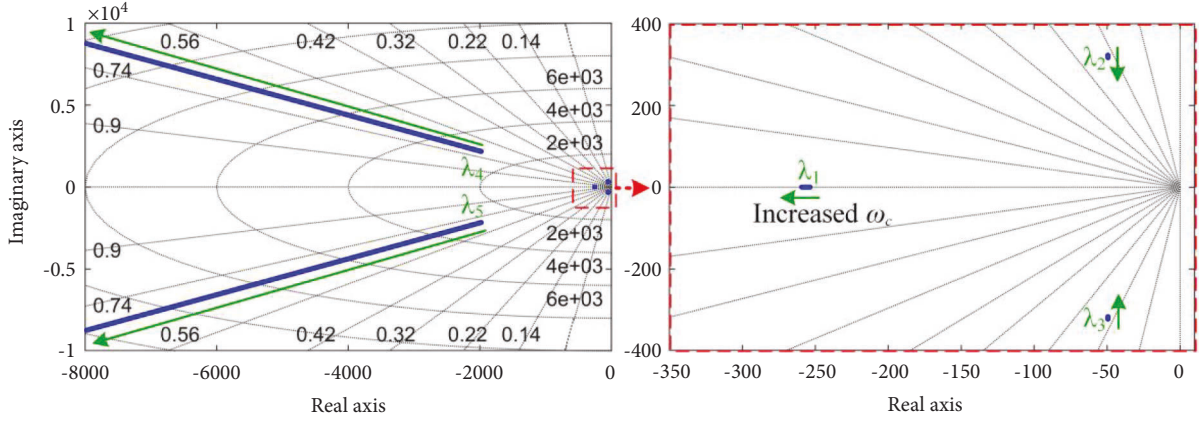 1 ×10⁴
0.56 0.42 0.32 0.22 0.14
0.74
6e+03
0.5
4e+03
0.9
2e+03
λ4
0
λ5
2e+03
0.9
-0.5
4e+03
0.74
6e+03
0.56 0.42 0.32 0.22 0.14
-1
-8000 -6000 -4000 -2000 0
Real axis
Imaginary axis
400
λ2
200
λ1
0
Increased ωc
-200
λ3
-400
-350 -300 -250 -200 -150 -100 -50 0
Real axis